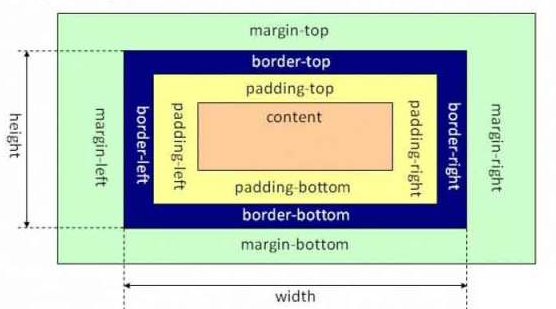 margin-top
border-top
padding-top
content
height
margin-left
border-left
padding-left
padding-right
border-right
margin-right
padding-bottom
border-bottom
margin-bottom
width